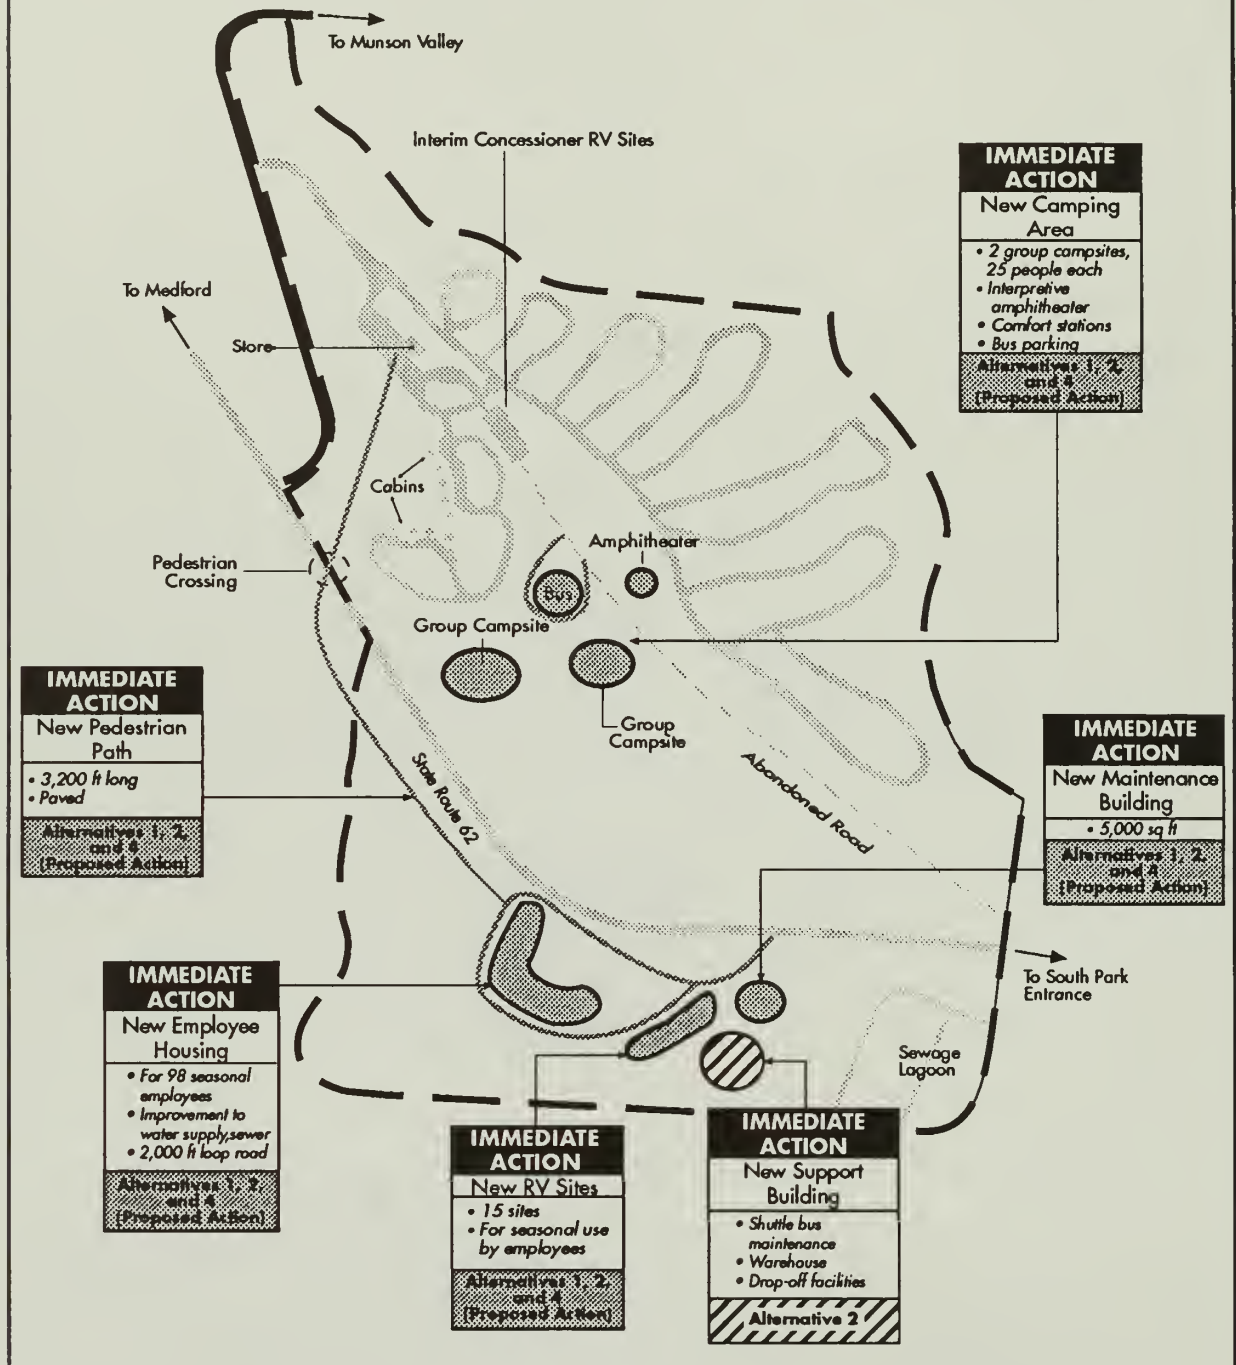 To Munson Valley
Interim Concessioner RV Sites
IMMEDIATE
ACTION
New Camping
Area
• 2 group campsites,
25 people each
• Interpretive
amphitheater
• Comfort stations
• Bus parking
Alternatives 1, 2,
and 4
(Proposed Action)
To Medford
Store
Cabins
Amphitheater
Pedestrian
Crossing
Bus
Group Campsite
Group
Campsite
IMMEDIATE
ACTION
New Pedestrian
Path
• 3,200 ft long
• Paved
Alternatives 1, 2,
and 4
(Proposed Action)
State Route 62
Abandoned Road
IMMEDIATE
ACTION
New Maintenance
Building
• 5,000 sq ft
Alternatives 1, 2,
and 4
(Proposed Action)
To South Park
Entrance
Sewage
Lagoon
IMMEDIATE
ACTION
New Employee
Housing
• For 98 seasonal
employees
• Improvement to
water supply,sewer
• 2,000 ft loop road
Alternatives 1, 2,
and 4
(Proposed Action)
IMMEDIATE
ACTION
New RV Sites
• 15 sites
• For seasonal use
by employees
Alternatives 1, 2,
and 4
(Proposed Action)
IMMEDIATE
ACTION
New Support
Building
• Shuttle bus
maintenance
• Warehouse
• Drop-off facilities
Alternative 2